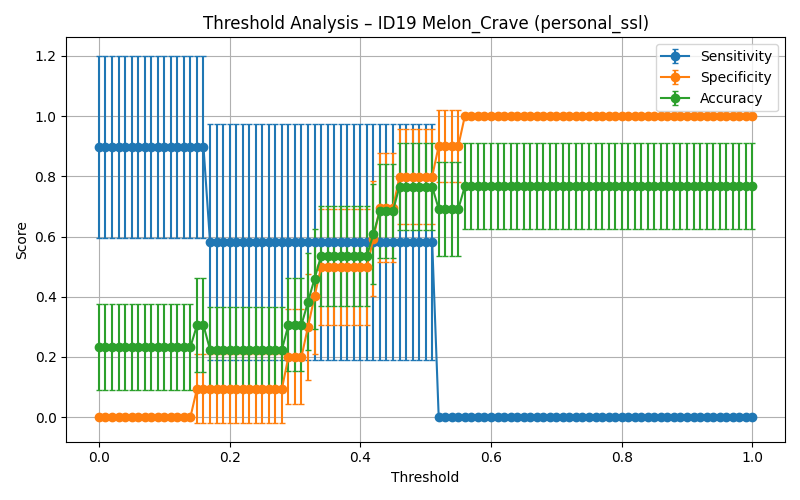 Threshold Analysis – ID19 Melon_Crave (personal_ssl)
Sensitivity
Specificity
Accuracy
Score
1.2
1.0
0.8
0.6
0.4
0.2
0.0
0.0 0.2 0.4 0.6 0.8 1.0
Threshold